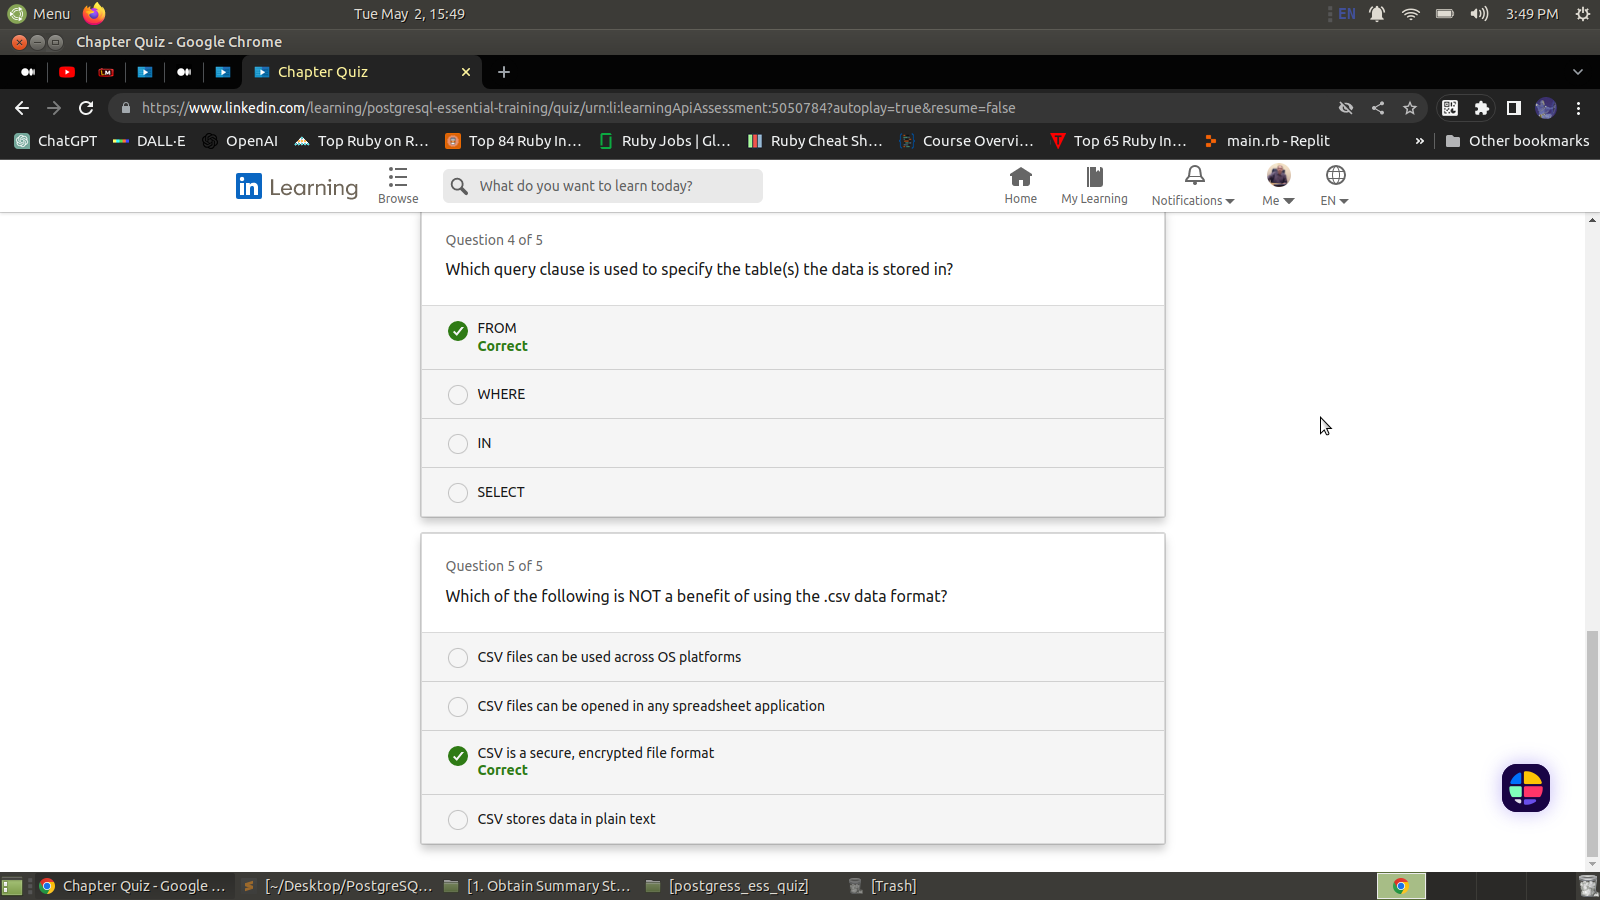 Menu
Tue May 2, 15:49
EN
3:49 PM
Chapter Quiz - Google Chrome
LM
Chapter Quiz
https://www.linkedin.com/learning/postgresql-essential-training/quiz/urn:li:learningApiAssessment:5050784?autoplay=true&resume=false
ChatGPT
DALL·E
OpenAI
Top Ruby on R...
Top 84 Ruby In...
Ruby Jobs | Gl...
Ruby Cheat Sh...
Course Overvi...
Top 65 Ruby In...
main.rb - Replit
»
Other bookmarks
in Learning
Browse
What do you want to learn today?
Home
My Learning
Notifications
Me
EN
Question 4 of 5
Which query clause is used to specify the table(s) the data is stored in?
FROM
Correct
WHERE
IN
SELECT
Question 5 of 5
Which of the following is NOT a benefit of using the .csv data format?
CSV files can be used across OS platforms
CSV files can be opened in any spreadsheet application
CSV is a secure, encrypted file format
Correct
CSV stores data in plain text
Chapter Quiz - Google ...
[~/Desktop/PostgreSQ...
[1. Obtain Summary St...
[postgress_ess_quiz]
[Trash]